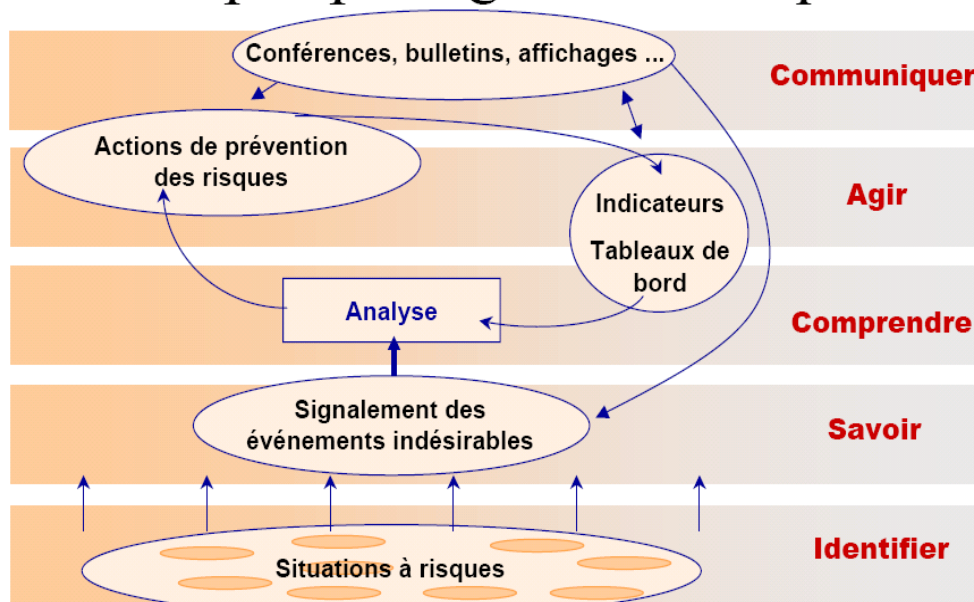 Conférences, bulletins, affichages ...
Communiquer
Actions de prévention
des risques
Agir
Indicateurs
Tableaux de
bord
Analyse
Comprendre
Signalement des
événements indésirables
Savoir
Situations à risques
Identifier